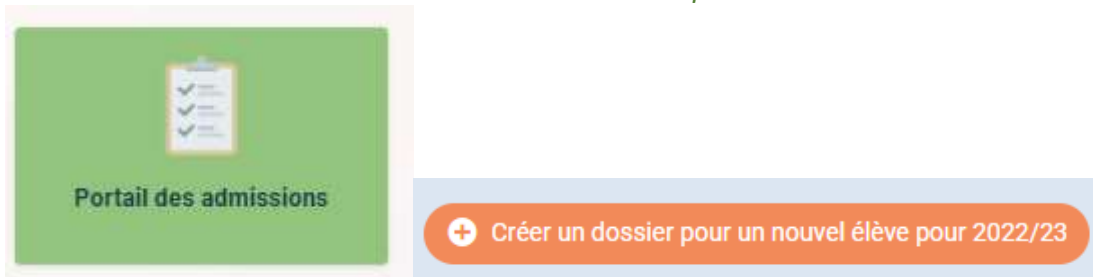 Portail des admissions
Créer un dossier pour un nouvel élève pour 2022/23